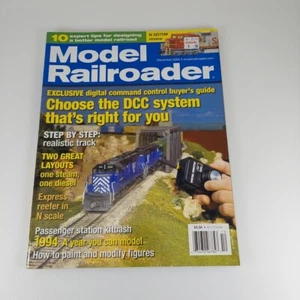 10 expert tips for designing
a better model railroad
Model
Railroader
EXCLUSIVE digital command control buyer's guide
Choose the DCC system
that's right for you
STEP BY STEP:
realistic track
TWO GREAT
LAYOUTS
one steam,
one diesel
Express
reefer in
N scale
Passenger station kitbash
1994: A year you can model
How to paint and modify figures